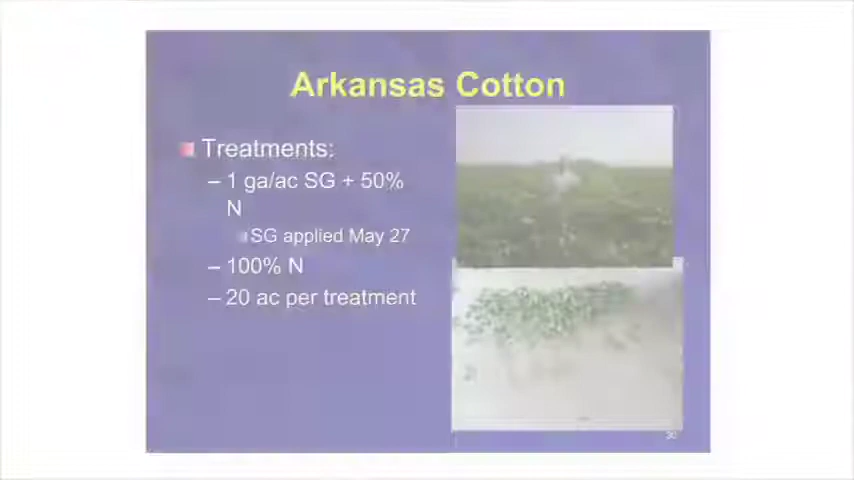 Arkansas Cotton
Treatments:
– 1 ga/ac SG + 50%
N
SG applied May 27
– 100% N
– 20 ac per treatment